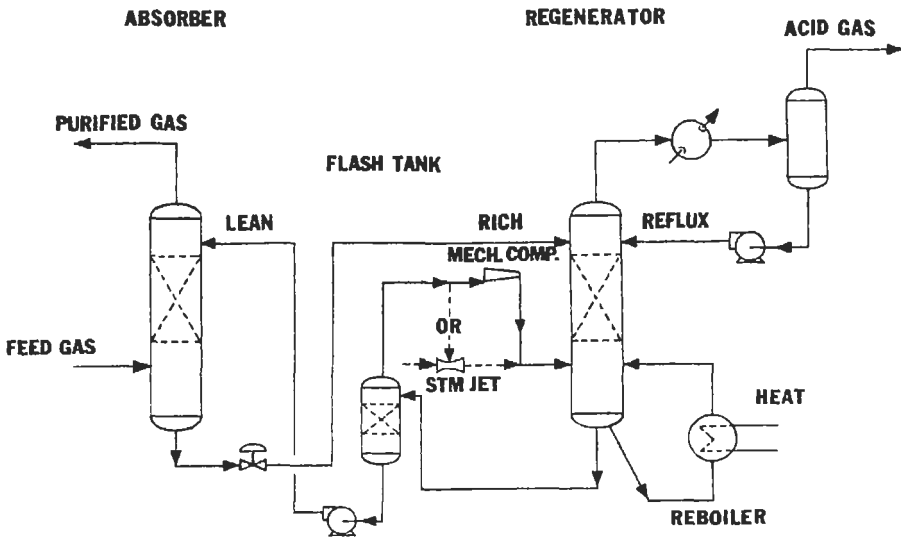 ABSORBER
REGENERATOR
ACID GAS
PURIFIED GAS
FLASH TANK
LEAN
RICH
REFLUX
MECH. COMP.
OR
FEED GAS
STM JET
HEAT
REBOILER